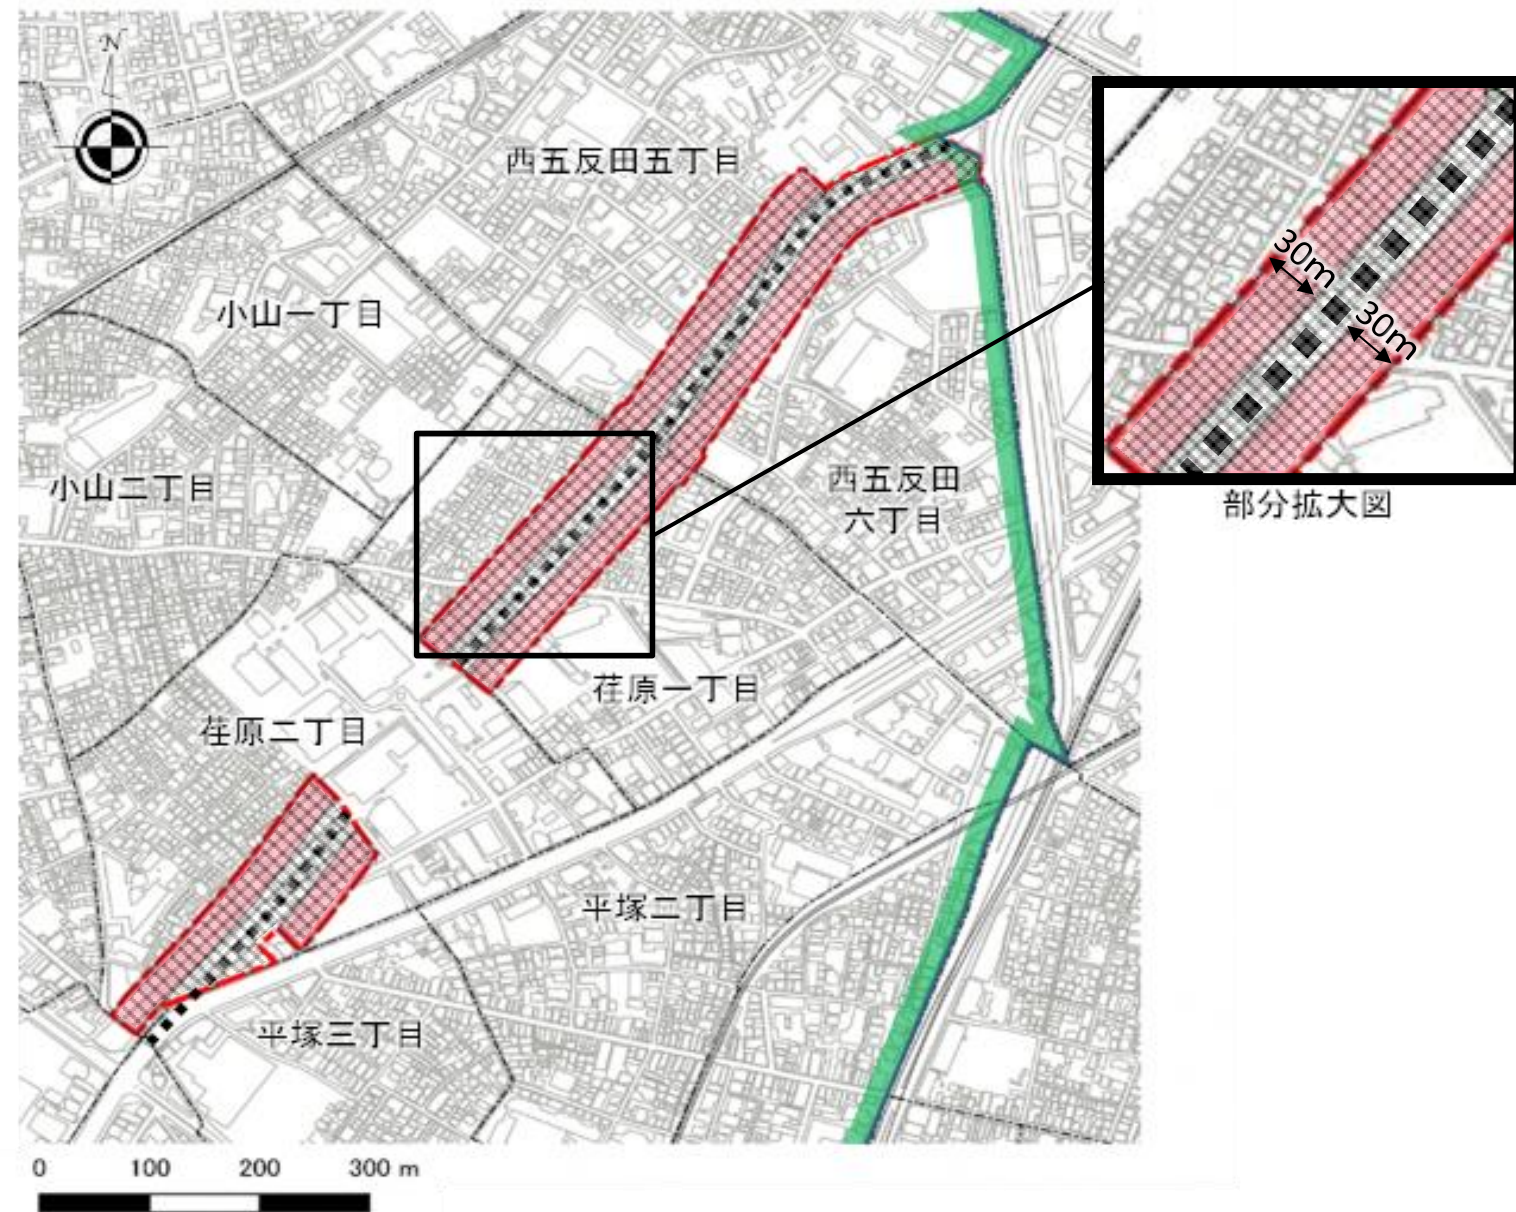 N
西五反田五丁目
小山一丁目
30m
30m
部分拡大図
小山二丁目
西五反田
六丁目
荏原一丁目
荏原二丁目
平塚二丁目
平塚三丁目
0 100 200 300 m